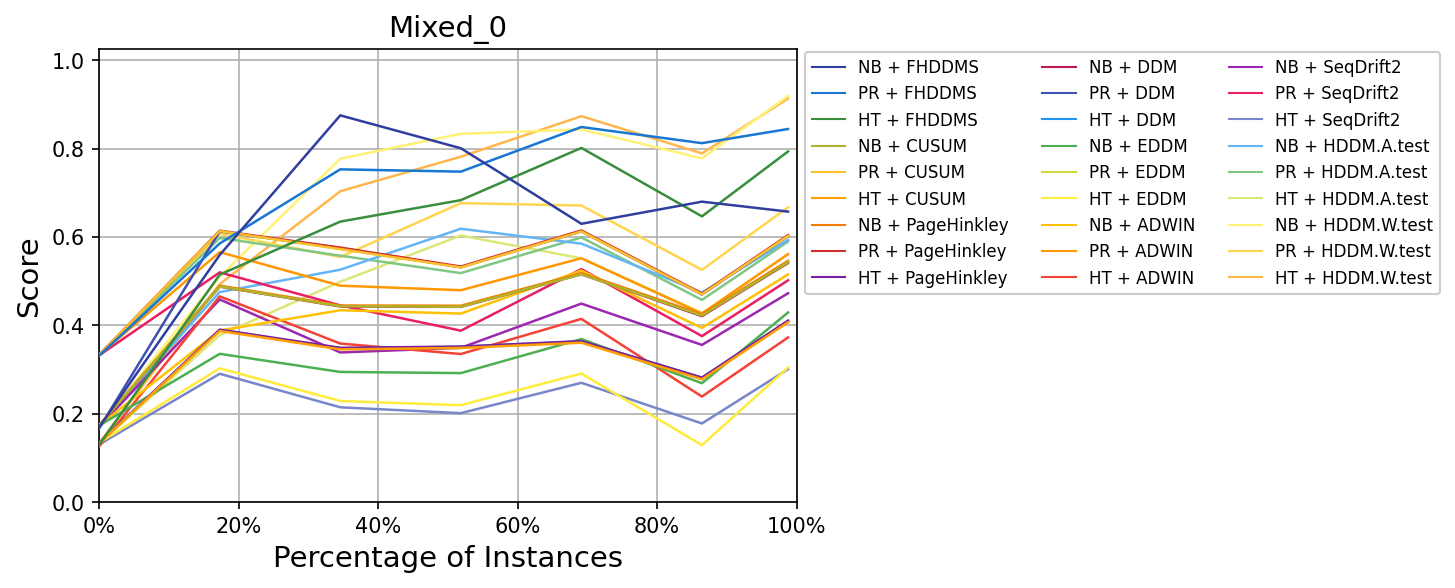 Mixed_0
1.0
0.8
0.6
0.4
0.2
0.0
Score
0% 20% 40% 60% 80% 100%
Percentage of Instances
NB + FHDDMS
PR + FHDDMS
HT + FHDDMS
NB + CUSUM
PR + CUSUM
HT + CUSUM
NB + PageHinkley
PR + PageHinkley
HT + PageHinkley
NB + DDM
PR + DDM
HT + DDM
NB + EDDM
PR + EDDM
HT + EDDM
NB + ADWIN
PR + ADWIN
HT + ADWIN
NB + SeqDrift2
PR + SeqDrift2
HT + SeqDrift2
NB + HDDM.A.test
PR + HDDM.A.test
HT + HDDM.A.test
NB + HDDM.W.test
PR + HDDM.W.test
HT + HDDM.W.test